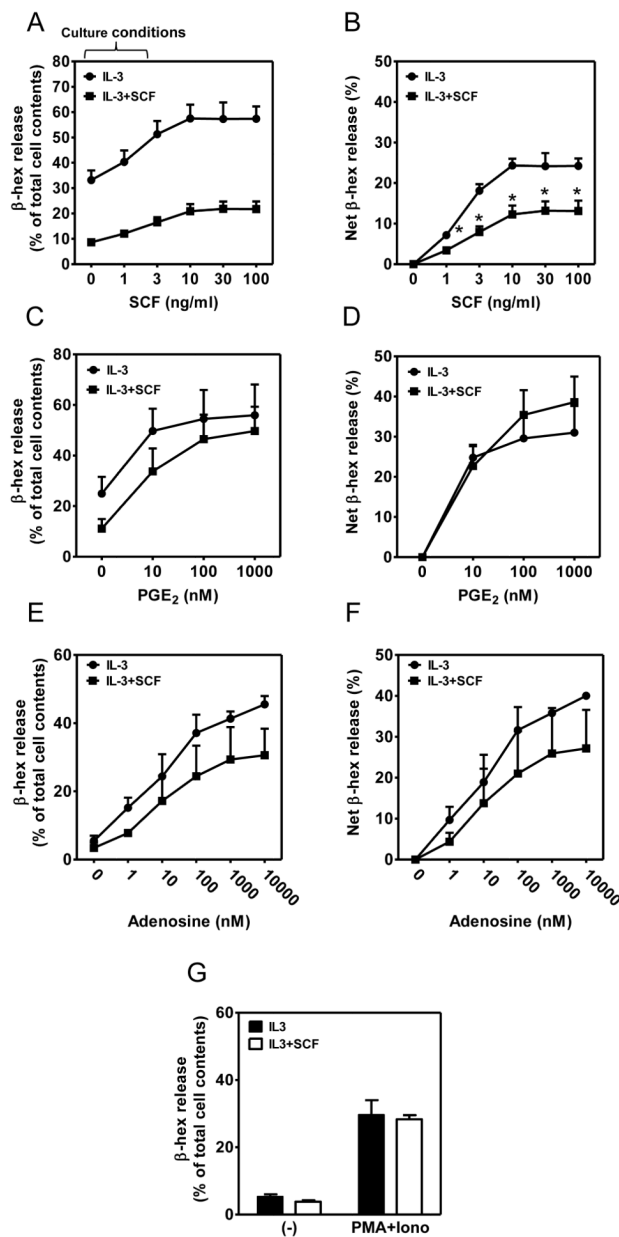 A
Culture conditions
IL-3
IL-3+SCF
β-hex release
(% of total cell contents)
80
70
60
50
40
30
20
10
0
0 1 3 10 30 100
SCF (ng/ml)
B
IL-3
IL-3+SCF
Net β-hex release (%)
50
40
30
20
10
0
* * * * *
0 1 3 10 30 100
SCF (ng/ml)
C
IL-3
IL-3+SCF
β-hex release
(% of total cell contents)
80
60
40
20
0
0 10 100 1000
PGE2 (nM)
D
IL-3
IL-3+SCF
Net β-hex release (%)
50
40
30
20
10
0
0 10 100 1000
PGE2 (nM)
E
IL-3
IL-3+SCF
β-hex release
(% of total cell contents)
60
40
20
0
0 1 10 100 1000 10000
Adenosine (nM)
F
IL-3
IL-3+SCF
Net β-hex release (%)
50
40
30
20
10
0
0 1 10 100 1000 10000
Adenosine (nM)
G
IL3
IL3+SCF
β-hex release
(% of total cell contents)
60
40
20
0
(-) PMA+Iono